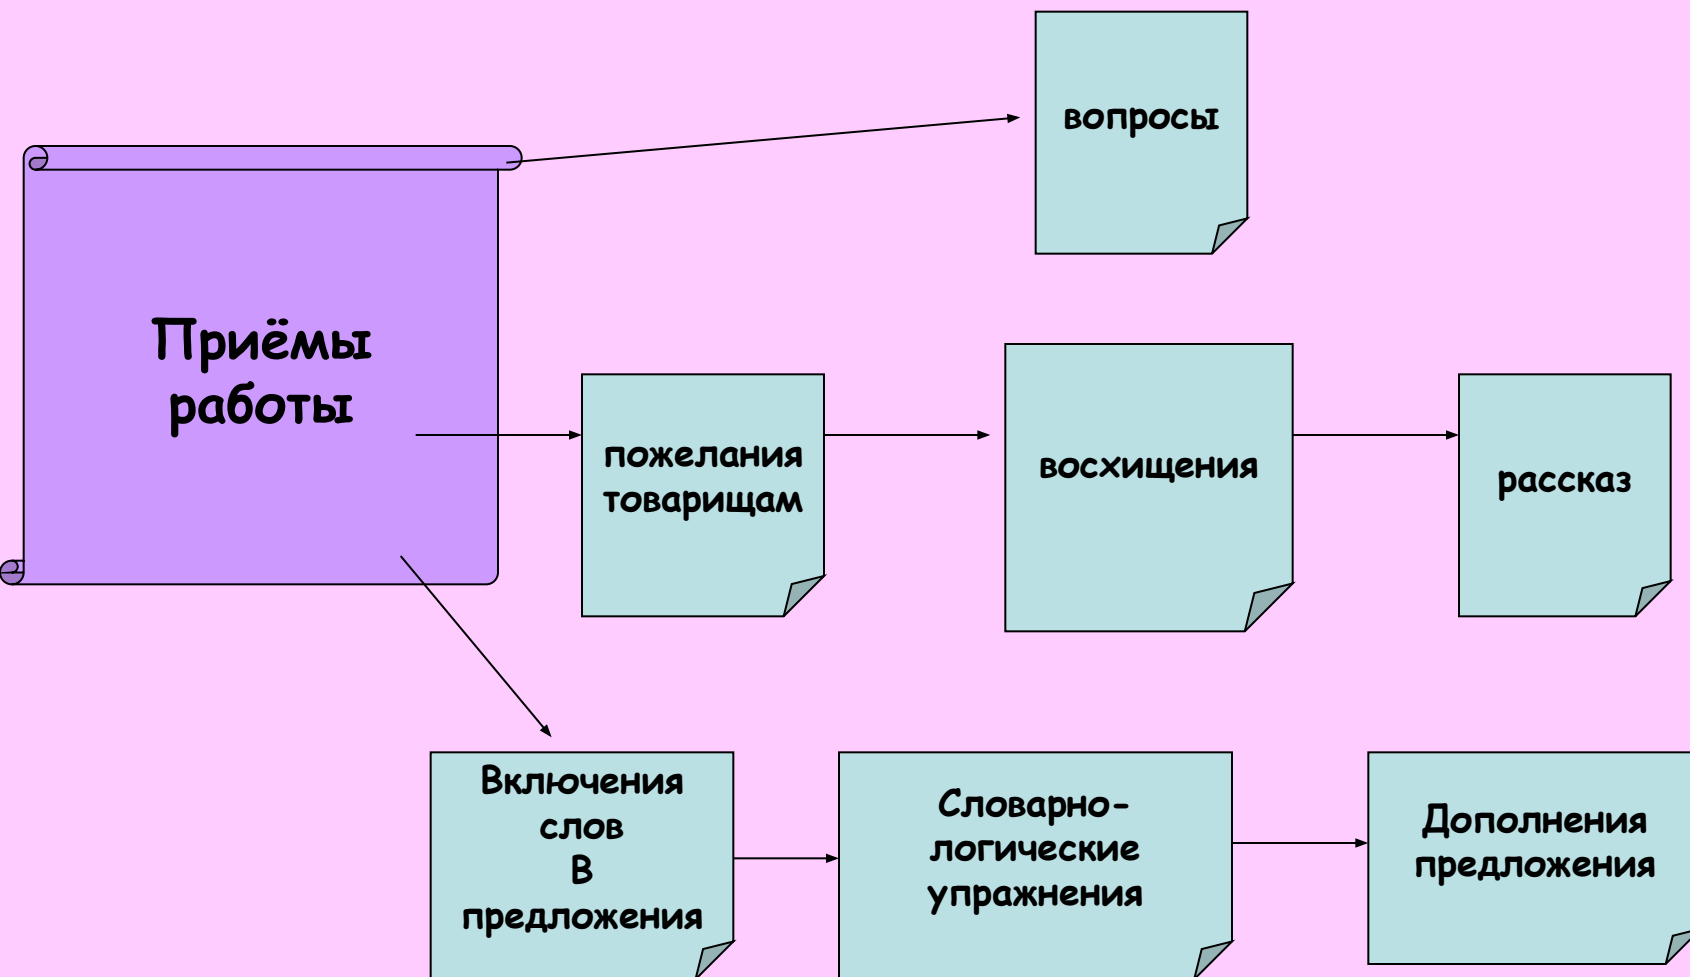 вопросы
Приёмы
работы
пожелания
товарищам
восхищения
рассказ
Включения
слов
В
предложения
Словарно-
логические
упражнения
Дополнения
предложения